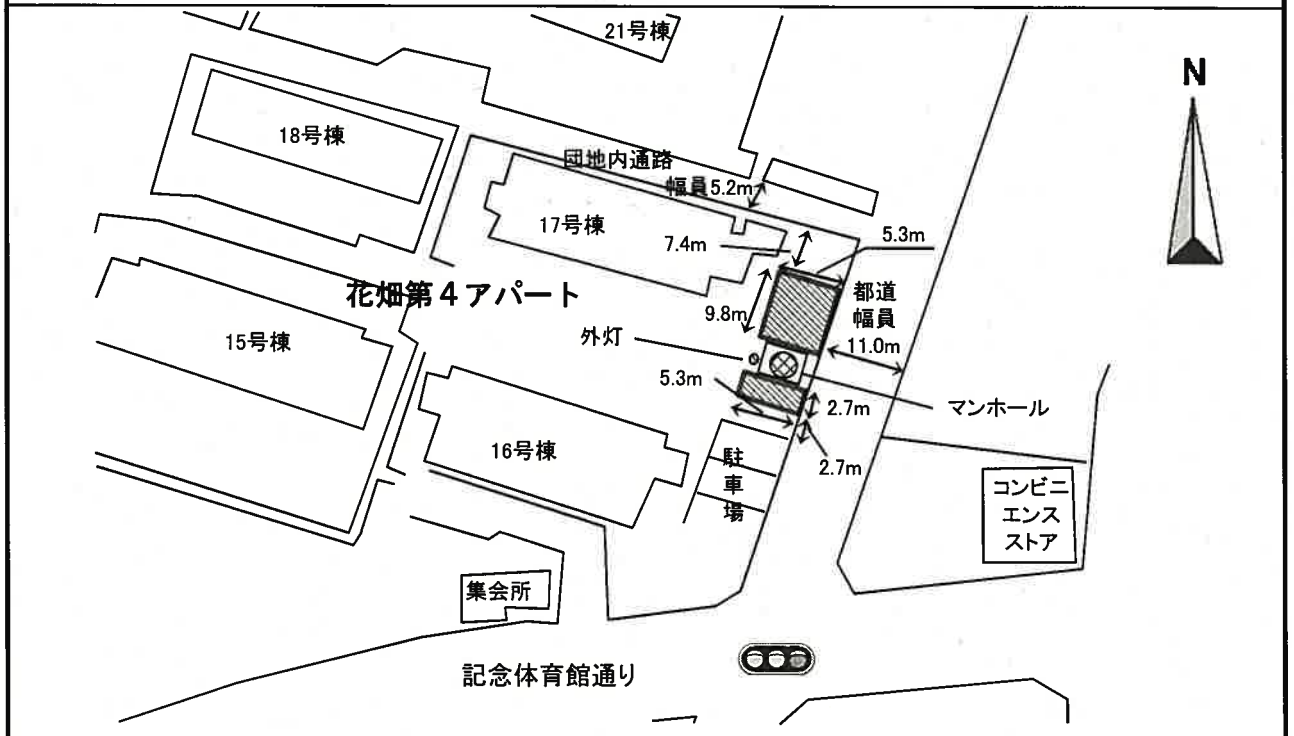 21号棟
N
18号棟
団地内通路
幅員5.2m
17号棟
7.4m
5.3m
花畑第4アパート
9.8m
都道
幅員
11.0m
15号棟
外灯
5.3m
2.7m
マンホール
16号棟
2.7m
駐
車
場
コンビニ
エンス
ストア
集会所
記念体育館通り